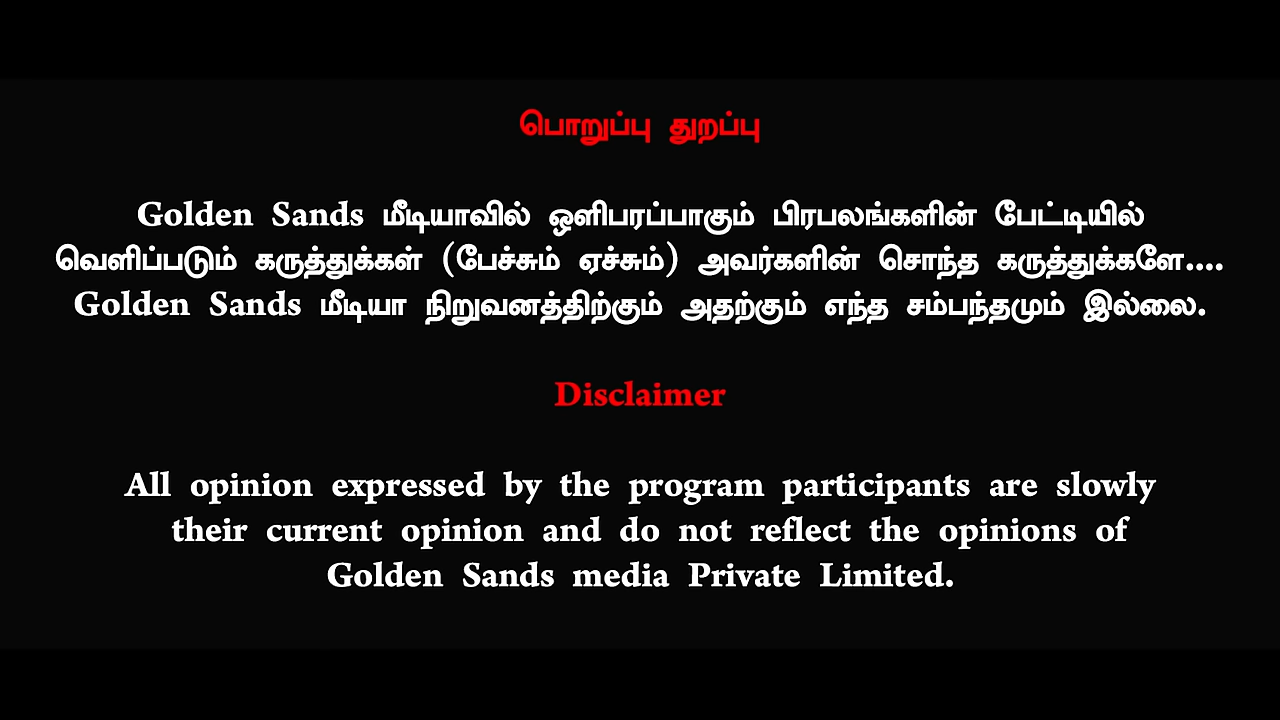 பொறுப்பு துறப்பு
Golden Sands மீடியாவில் ஒளிபரப்பாகும் பிரபலங்களின் பேட்டியில்
வெளிப்படும் கருத்துக்கள் (பேச்சும் ஏச்சும்) அவர்களின் சொந்த கருத்துக்களே....
Golden Sands மீடியா நிறுவனத்திற்கும் அதற்கும் எந்த சம்பந்தமும் இல்லை.
Disclaimer
All opinion expressed by the program participants are slowly
their current opinion and do not reflect the opinions of
Golden Sands media Private Limited.